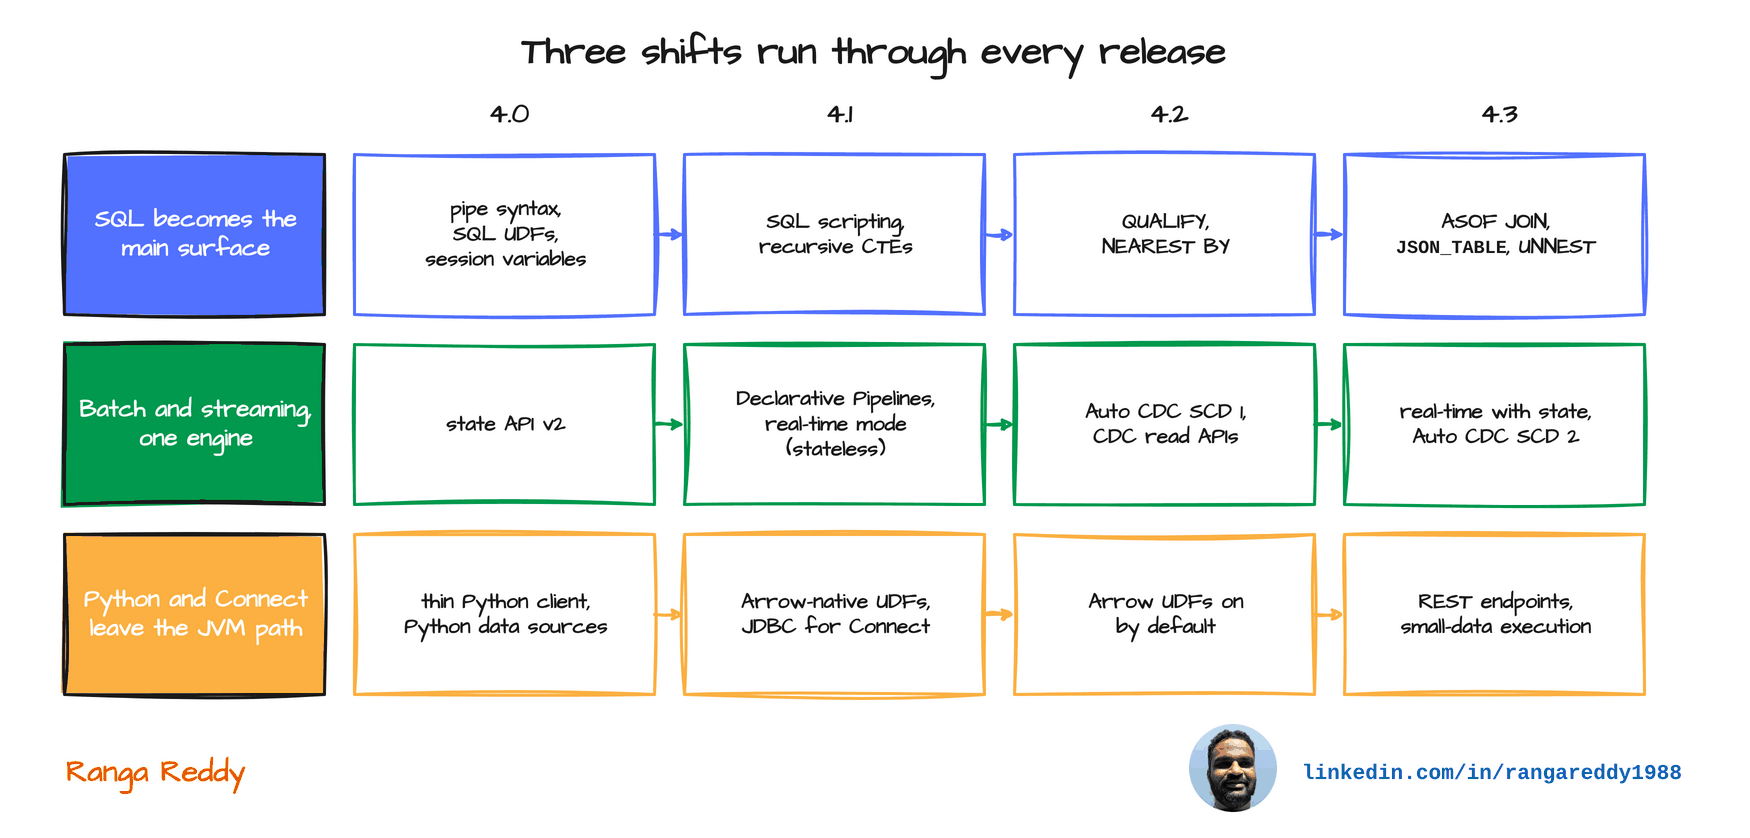 Three shifts run through every release
4.0
4.1
4.2
4.3
SQL becomes the
main surface
pipe syntax,
SQL UDFs,
session variables
SQL scripting,
recursive CTEs
QUALIFY,
NEAREST BY
ASOF JOIN,
JSON_TABLE, UNNEST
Batch and streaming,
one engine
state API v2
Declarative Pipelines,
real-time mode
(stateless)
Auto CDC SCD 1,
CDC read APIs
real-time with state,
Auto CDC SCD 2
Python and Connect
leave the JVM path
thin Python client,
Python data sources
Arrow-native UDFs,
JDBC for Connect
Arrow UDFs on
by default
REST endpoints,
small-data execution
Ranga Reddy
linkedin.com/in/rangareddy1988